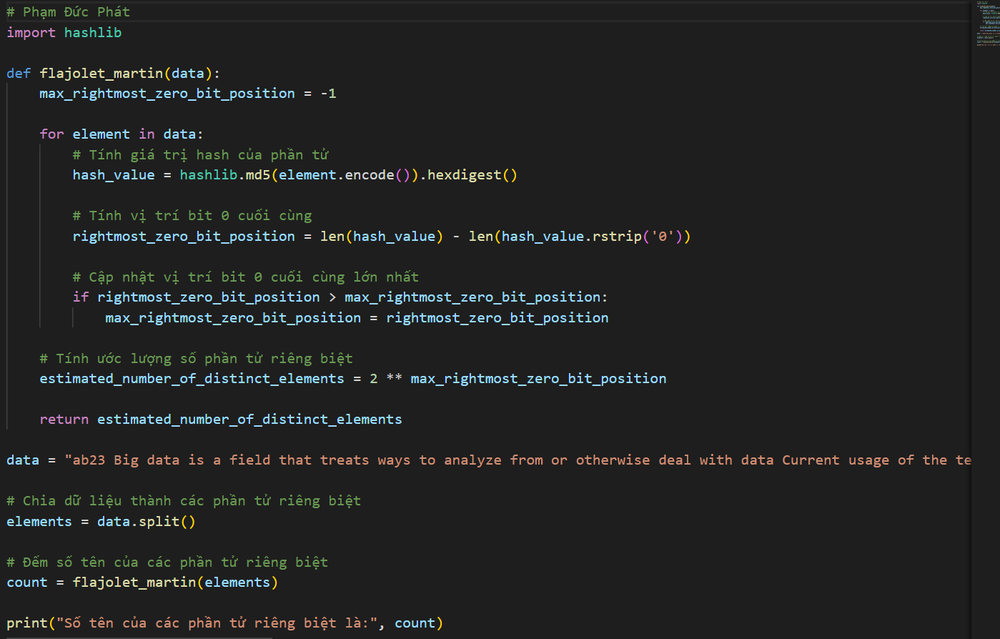 # Phạm Đức Phát
import hashlib
def flajolet_martin(data):
    max_rightmost_zero_bit_position = -1
    for element in data:
        # Tính giá trị hash của phần tử
        hash_value = hashlib.md5(element.encode()).hexdigest()
        # Tính vị trí bit 0 cuối cùng
        rightmost_zero_bit_position = len(hash_value) - len(hash_value.rstrip('0'))
        # Cập nhật vị trí bit 0 cuối cùng lớn nhất
        if rightmost_zero_bit_position > max_rightmost_zero_bit_position:
            max_rightmost_zero_bit_position = rightmost_zero_bit_position
    # Tính ước lượng số phần tử riêng biệt
    estimated_number_of_distinct_elements = 2 ** max_rightmost_zero_bit_position
    return estimated_number_of_distinct_elements
data = "ab23 Big data is a field that treats ways to analyze from or otherwise deal with data Current usage of the te
# Chia dữ liệu thành các phần tử riêng biệt
elements = data.split()
# Đếm số tên của các phần tử riêng biệt
count = flajolet_martin(elements)
print("Số tên của các phần tử riêng biệt là:", count)